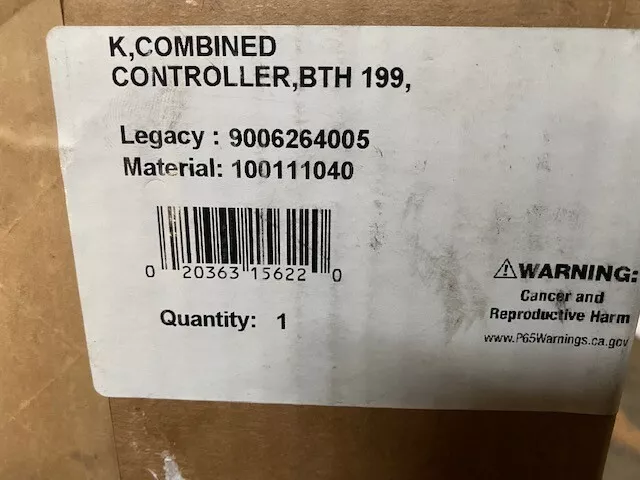 K,COMBINED
CONTROLLER,BTH 199,
Legacy : 9006264005
Material: 100111040
0 20363 15622 0
Quantity: 1
⚠WARNING:
Cancer and
Reproductive Harm
www.P65Warnings.ca.gov